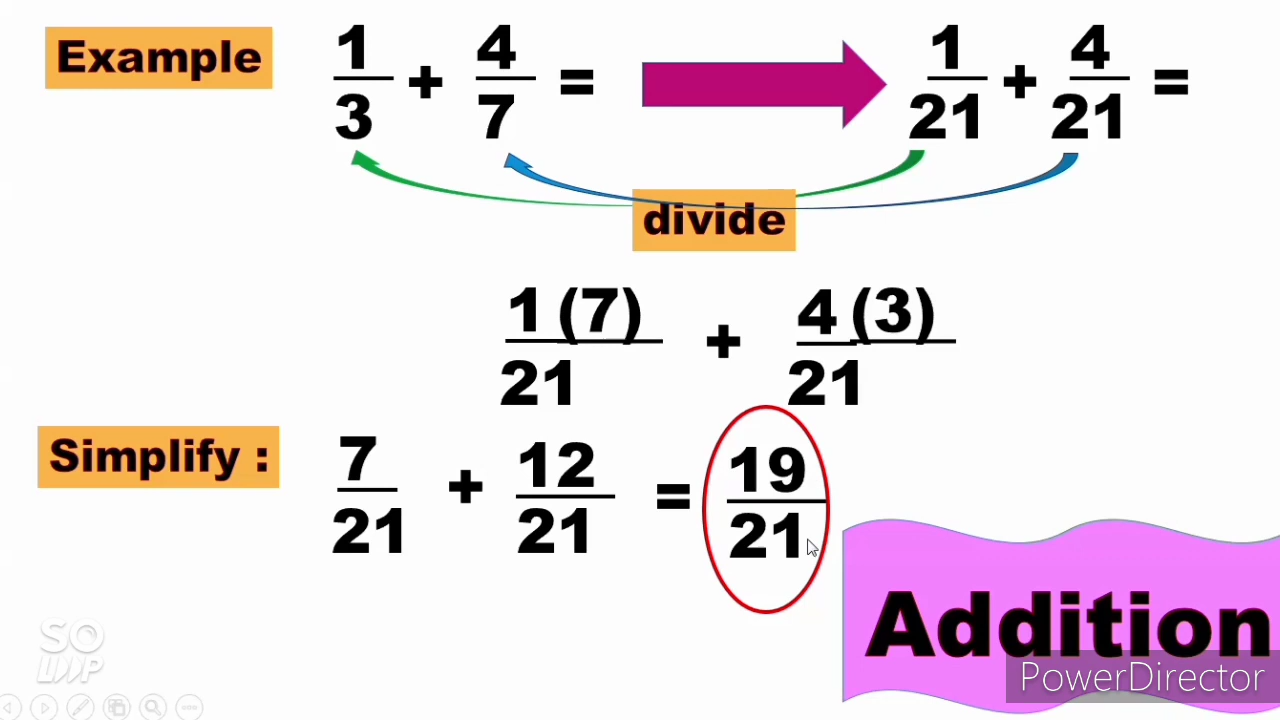 Example 1/3 + 4/7 = 1/21 + 4/21 =
divide
1(7)/21 + 4(3)/21
Simplify : 7/21 + 12/21 = 19/21
Addition
PowerDirector